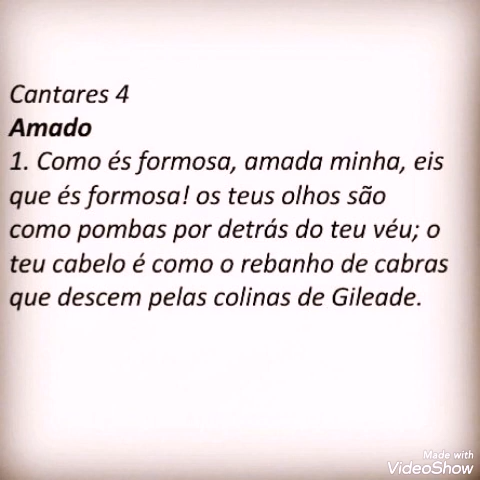 Cantares 4
Amado
1. Como és formosa, amada minha, eis
que és formosa! os teus olhos são
como pombas por detrás do teu véu; o
teu cabelo é como o rebanho de cabras
que descem pelas colinas de Gileade.
Made with
VideoShow